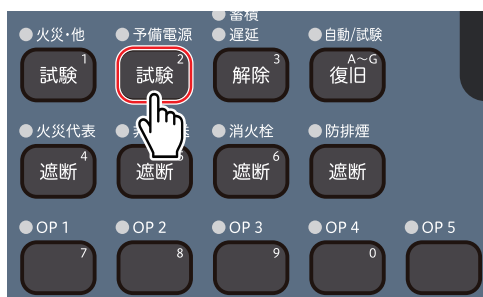 蓄積
火災・他 予備電源 遅延 自動/試験
試験 1 試験 2 解除 3 復旧 A～G
火災代表 消火栓 防排煙
遮断 4 遮断 遮断 6 遮断
OP 1 OP 2 OP 3 OP 4 OP 5
7 8 9 0